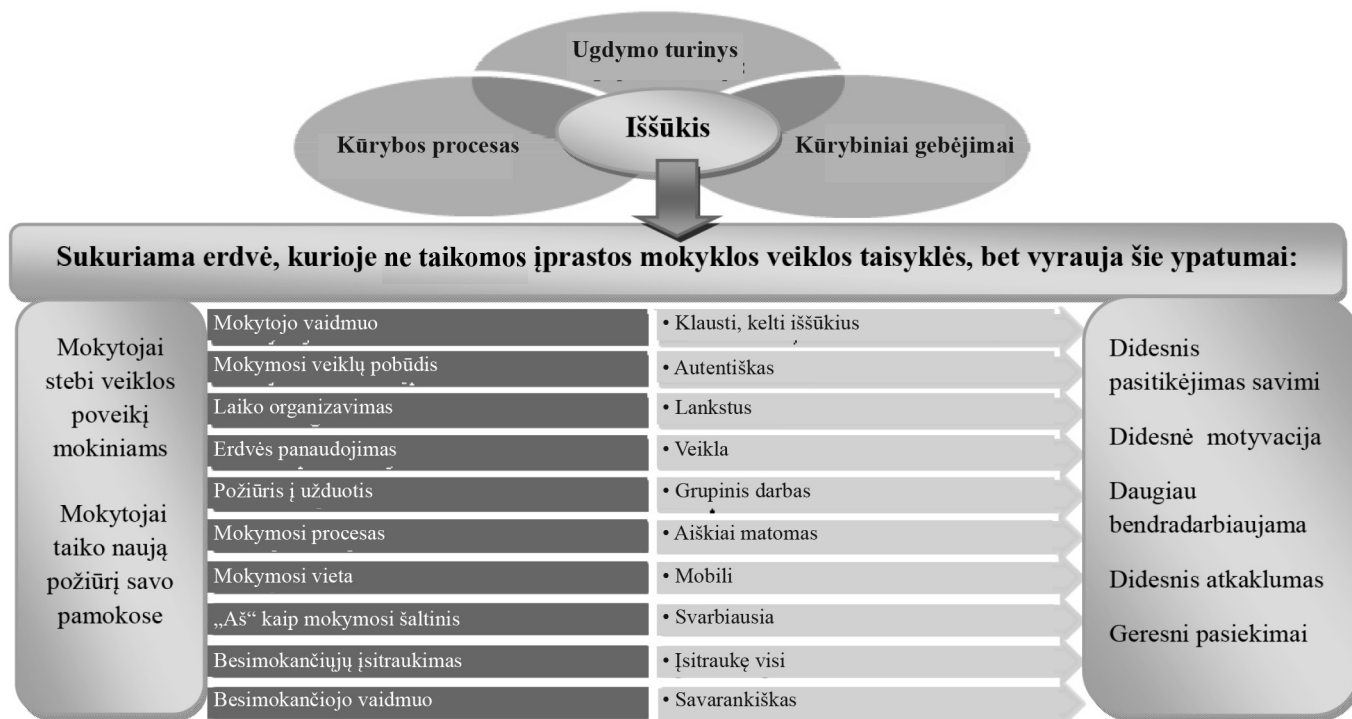 Ugdymo turinys
Kūrybos procesas
Iššūkis
Kūrybiniai gebėjimai
Sukuriama erdvė, kurioje ne taikomos įprastos mokyklos veiklos taisyklės, bet vyrauja šie ypatumai:
Mokytojai
stebi veiklos
poveikį
mokiniams
Mokytojai
taiko naują
požiūrį savo
pamokose
Mokytojo vaidmuo
• Klausti, kelti iššūkius
Mokymosi veiklų pobūdis
• Autentiškas
Laiko organizavimas
• Lankstus
Erdvės panaudojimas
• Veikla
Požiūris į užduotis
• Grupinis darbas
Mokymosi procesas
• Aiškiai matomas
Mokymosi vieta
• Mobili
„Aš“ kaip mokymosi šaltinis
• Svarbiausia
Besimokančiųjų įsitraukimas
• Įsitraukę visi
Besimokančiojo vaidmuo
• Savarankiškas
Didesnis
pasitikėjimas savimi
Didesnė motyvacija
Daugiau
bendradarbiaujama
Didesnis atkaklumas
Geresni pasiekimai